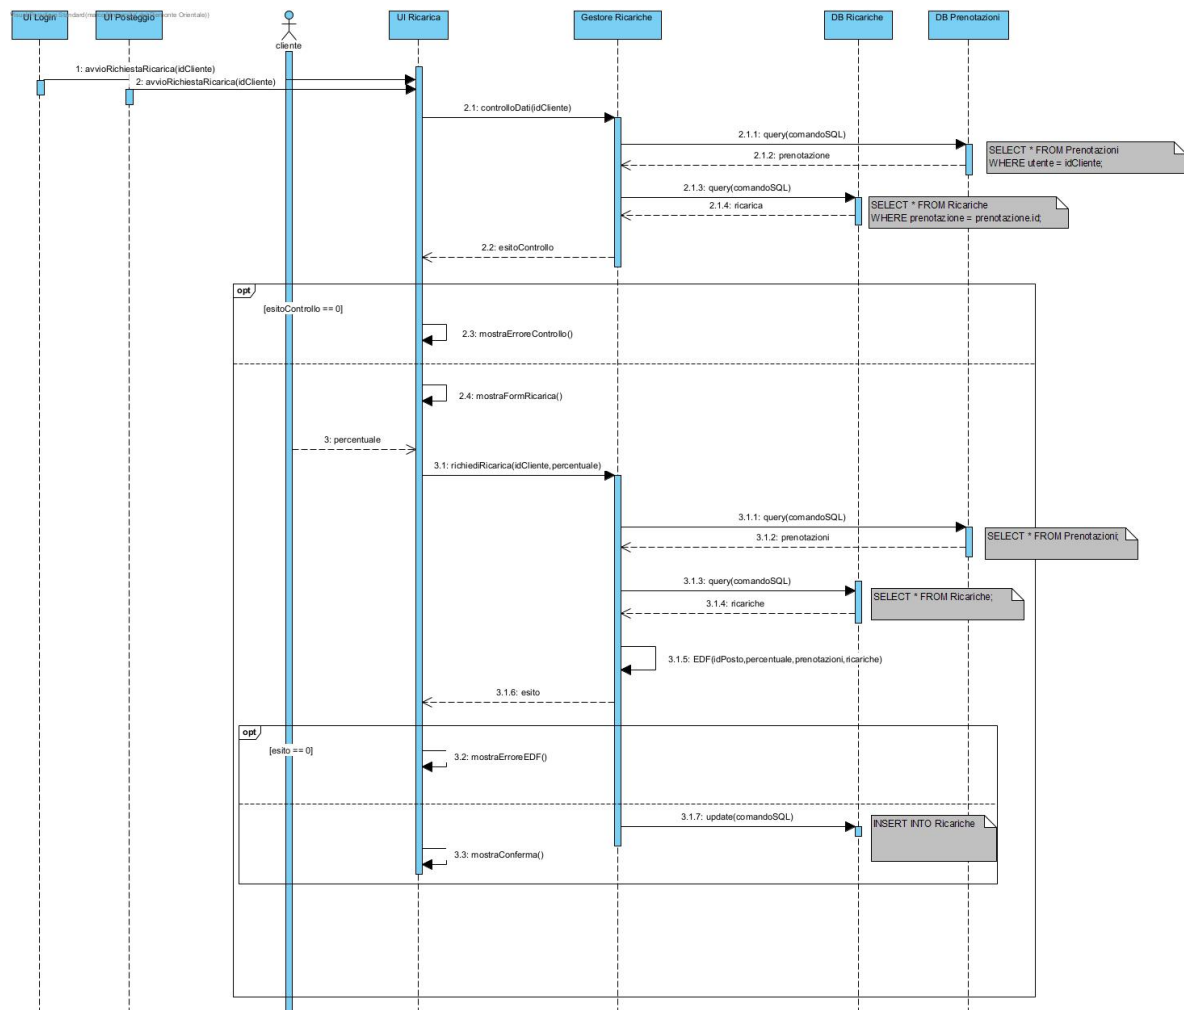 UI Login
UI Posteggio
cliente
UI Ricarica
Gestore Ricariche
DB Ricariche
DB Prenotazioni
1: avvioRichiestaRicarica(idCliente)
2: avvioRichiestaRicarica(idCliente)
2.1: controlloDati(idCliente)
2.1.1: query(comandoSQL)
SELECT * FROM Prenotazioni
WHERE utente = idCliente;
2.1.2: prenotazione
2.1.3: query(comandoSQL)
SELECT * FROM Ricariche
WHERE prenotazione = prenotazione.id;
2.1.4: ricarica
2.2: esitoControllo
opt
[esitoControllo == 0]
2.3: mostraErroreControllo()
2.4: mostraFormRicarica()
3: percentuale
3.1: richiediRicarica(idCliente,percentuale)
3.1.1: query(comandoSQL)
SELECT * FROM Prenotazioni;
3.1.2: prenotazioni
3.1.3: query(comandoSQL)
SELECT * FROM Ricariche;
3.1.4: ricariche
3.1.5: EDF(idPosto,percentuale,prenotazioni,ricariche)
3.1.6: esito
opt
[esito == 0]
3.2: mostraErroreEDF()
3.1.7: update(comandoSQL)
INSERT INTO Ricariche
3.3: mostraConferma()